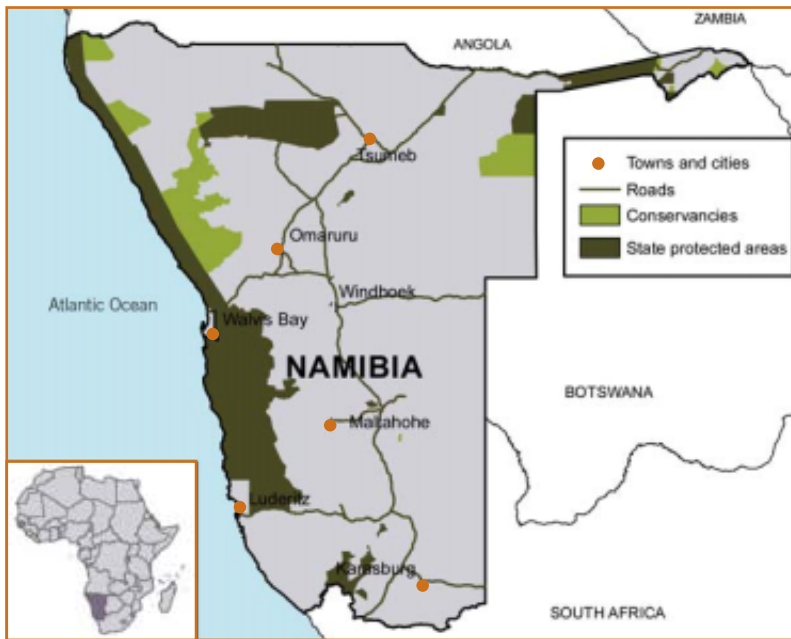 ZAMBIA
ANGOLA
Tsumeb
Towns and cities
Roads
Conservancies
State protected areas
Omaruru
Windhoek
Atlantic Ocean
Walvis Bay
NAMIBIA
BOTSWANA
Maltahohe
Luderitz
Karasburg
SOUTH AFRICA